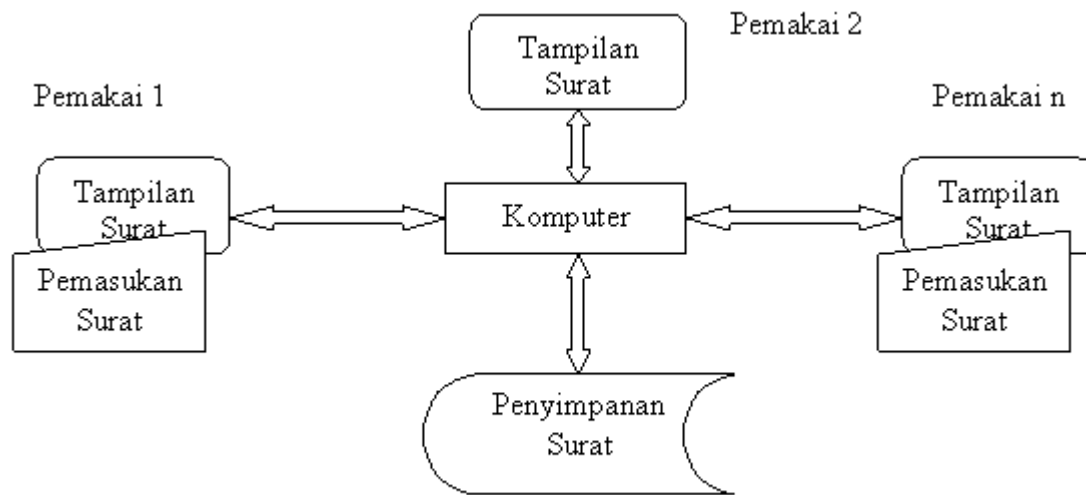 Pemakai 2
Tampilan
Surat
Pemakai 1
Pemakai n
Tampilan
Surat
Komputer
Tampilan
Surat
Pemasukan
Surat
Pemasukan
Surat
Penyimpanan
Surat